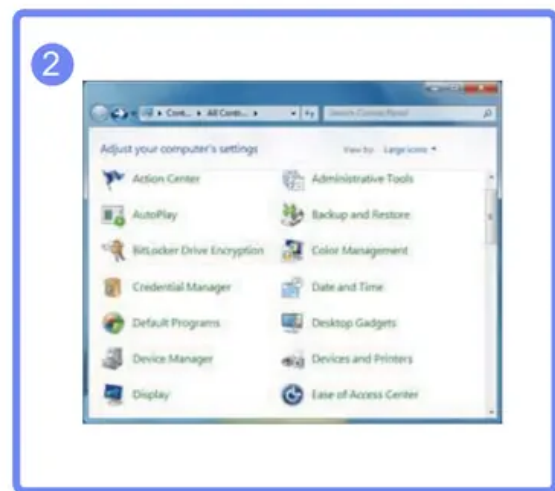 2
Cont... All Cont...
Search Control Panel
Adjust your computer's settings
View by: Large icons
Action Center
Administrative Tools
AutoPlay
Backup and Restore
BitLocker Drive Encryption
Color Management
Credential Manager
Date and Time
Default Programs
Desktop Gadgets
Device Manager
Devices and Printers
Display
Ease of Access Center